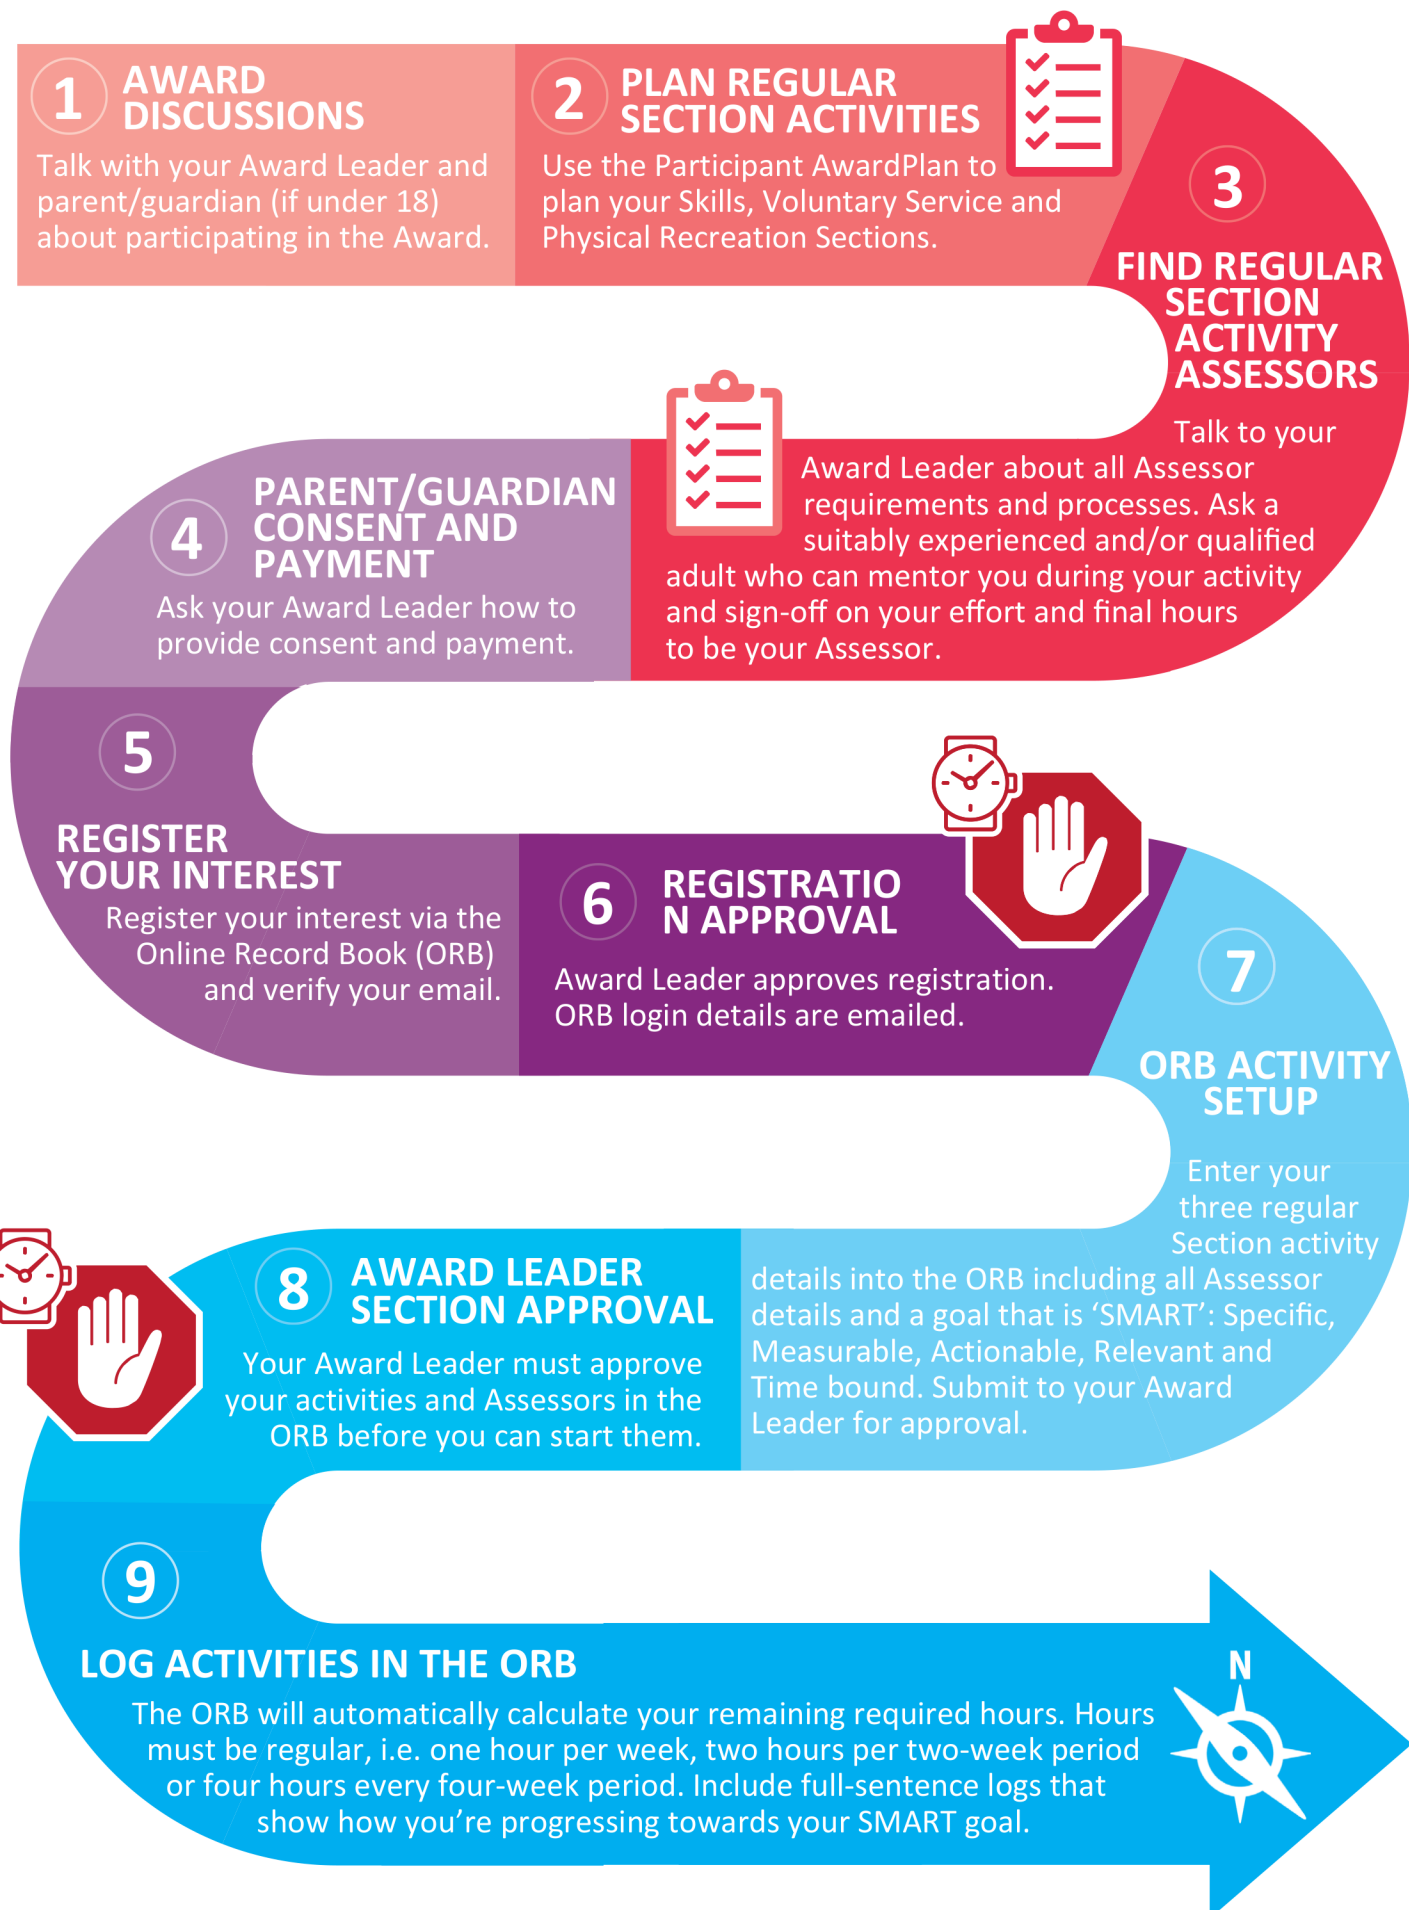 1
AWARD
DISCUSSIONS
Talk with your Award Leader and
parent/guardian (if under 18)
about participating in the Award.
2
PLAN REGULAR
SECTION ACTIVITIES
Use the Participant AwardPlan to
plan your Skills, Voluntary Service and
Physical Recreation Sections.
3
FIND REGULAR
SECTION
ACTIVITY
ASSESSORS
Talk to your
Award Leader about all Assessor
requirements and processes. Ask a
suitably experienced and/or qualified
adult who can mentor you during your activity
and sign-off on your effort and final hours
to be your Assessor.
4
PARENT/GUARDIAN
CONSENT AND
PAYMENT
Ask your Award Leader how to
provide consent and payment.
5
REGISTER
YOUR INTEREST
Register your interest via the
Online Record Book (ORB)
and verify your email.
6
REGISTRATIO
N APPROVAL
Award Leader approves registration.
ORB login details are emailed.
7
ORB ACTIVITY
SETUP
Enter your
three regular
Section activity
details into the ORB including all Assessor
details and a goal that is ‘SMART’: Specific,
Measurable, Actionable, Relevant and
Time bound. Submit to your Award
Leader for approval.
8
AWARD LEADER
SECTION APPROVAL
Your Award Leader must approve
your activities and Assessors in the
ORB before you can start them.
9
LOG ACTIVITIES IN THE ORB
The ORB will automatically calculate your remaining required hours. Hours
must be regular, i.e. one hour per week, two hours per two-week period
or four hours every four-week period. Include full-sentence logs that
show how you’re progressing towards your SMART goal.
N